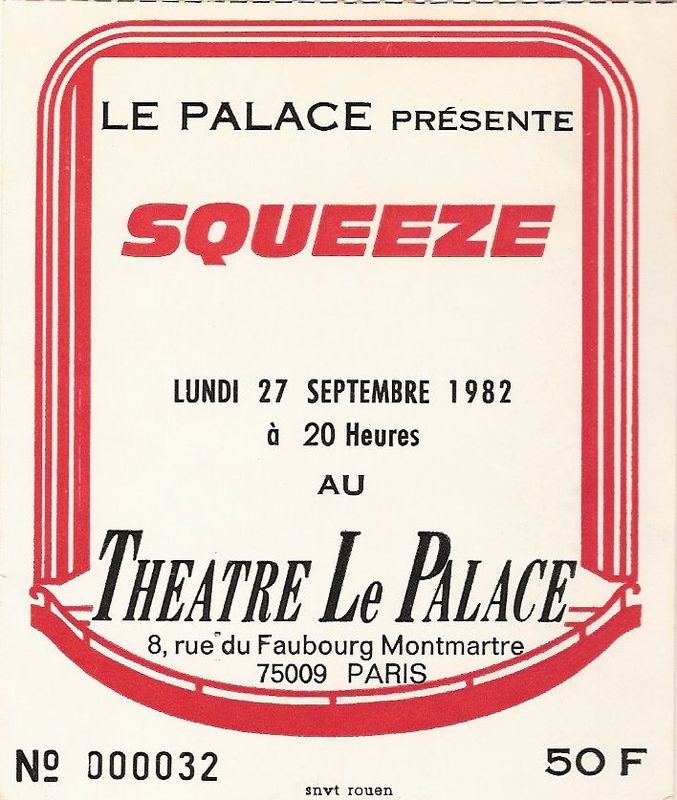 LE PALACE PRÉSENTE
SQUEEZE
LUNDI 27 SEPTEMBRE 1982
à 20 Heures
AU
THEATRE Le PALACE
8, rue du Faubourg Montmartre
75009 PARIS
Nº 000032
50 F
snvt rouen